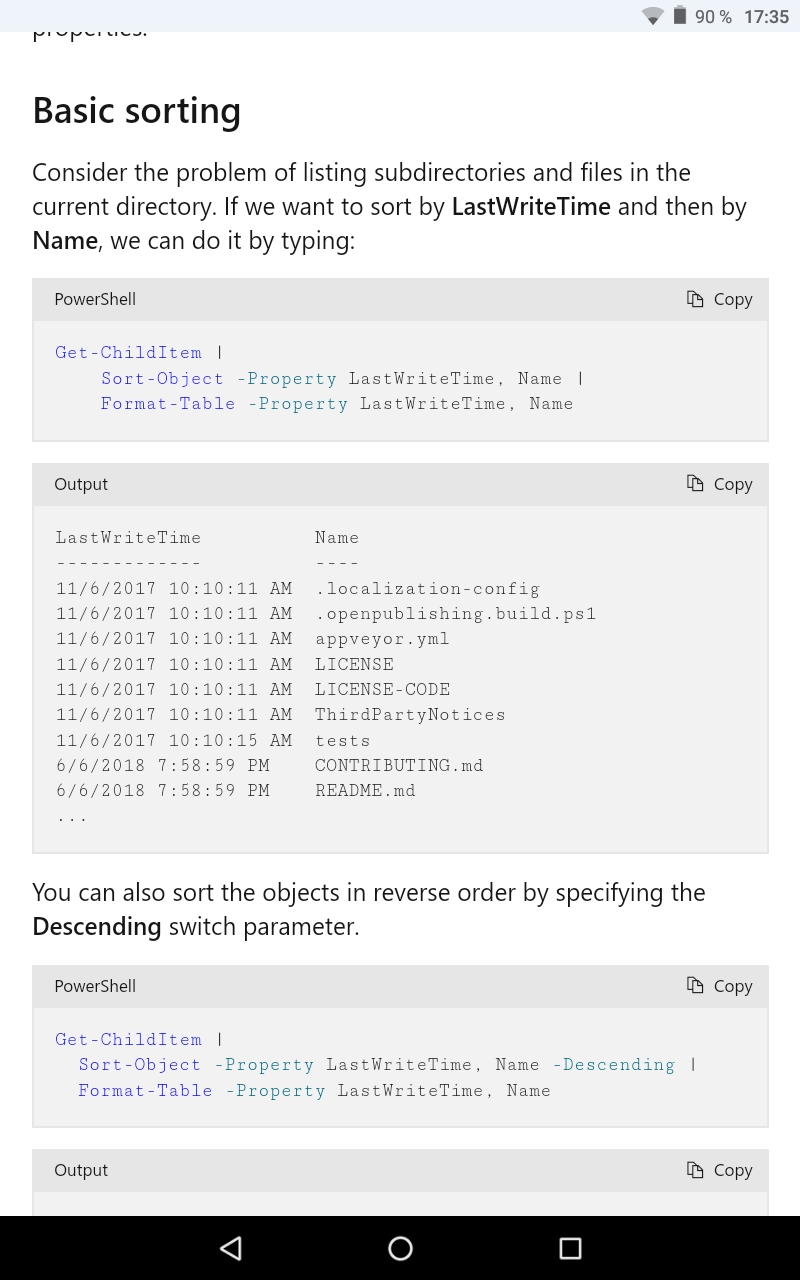 90 % 17:35
properties.
Basic sorting
Consider the problem of listing subdirectories and files in the
current directory. If we want to sort by LastWriteTime and then by
Name, we can do it by typing:
PowerShell Copy
Get-ChildItem |
    Sort-Object -Property LastWriteTime, Name |
    Format-Table -Property LastWriteTime, Name
Output Copy
LastWriteTime          Name
-------------          ----
11/6/2017 10:10:11 AM  .localization-config
11/6/2017 10:10:11 AM  .openpublishing.build.ps1
11/6/2017 10:10:11 AM  appveyor.yml
11/6/2017 10:10:11 AM  LICENSE
11/6/2017 10:10:11 AM  LICENSE-CODE
11/6/2017 10:10:11 AM  ThirdPartyNotices
11/6/2017 10:10:15 AM  tests
6/6/2018 7:58:59 PM    CONTRIBUTING.md
6/6/2018 7:58:59 PM    README.md
...
You can also sort the objects in reverse order by specifying the
Descending switch parameter.
PowerShell Copy
Get-ChildItem |
  Sort-Object -Property LastWriteTime, Name -Descending |
  Format-Table -Property LastWriteTime, Name
Output Copy